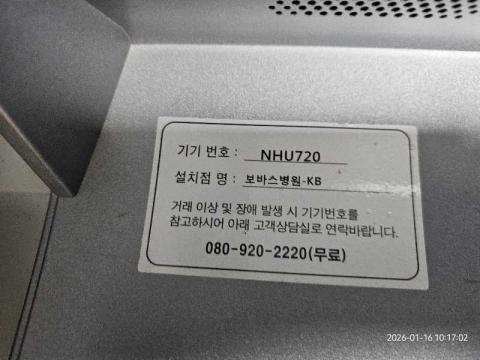 기기 번호 : NHU720
설치점 명 : 보바스병원-KB
거래 이상 및 장애 발생 시 기기번호를
참고하시어 아래 고객상담실로 연락바랍니다.
080-920-2220(무료)
2026-01-16 10:17:02